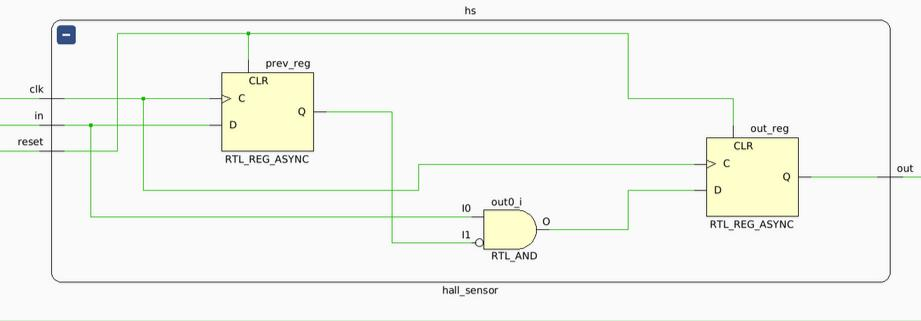 hs
prev_reg
CLR
clk
C
in
D
Q
reset
RTL_REG_ASYNC
out_reg
CLR
C
D
Q
out
RTL_REG_ASYNC
out0_i
I0
I1
O
RTL_AND
hall_sensor